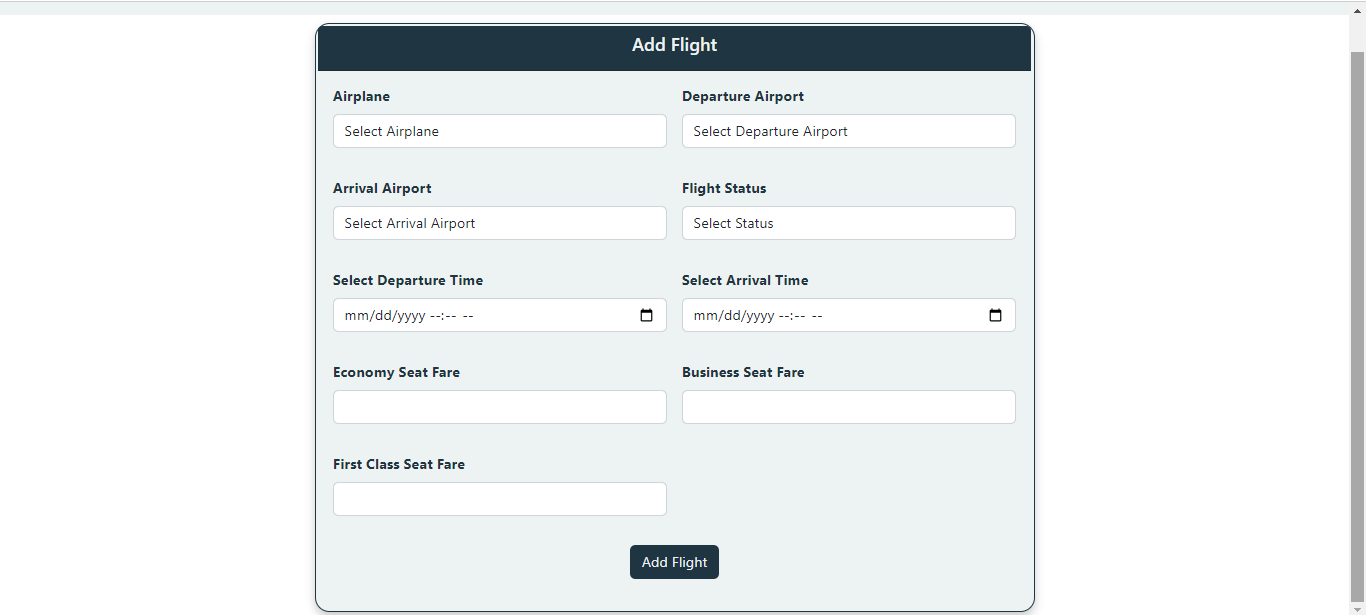 Add Flight
Airplane
Departure Airport
Select Airplane
Select Departure Airport
Arrival Airport
Flight Status
Select Arrival Airport
Select Status
Select Departure Time
Select Arrival Time
mm/dd/yyyy --:-- --
mm/dd/yyyy --:-- --
Economy Seat Fare
Business Seat Fare
First Class Seat Fare
Add Flight